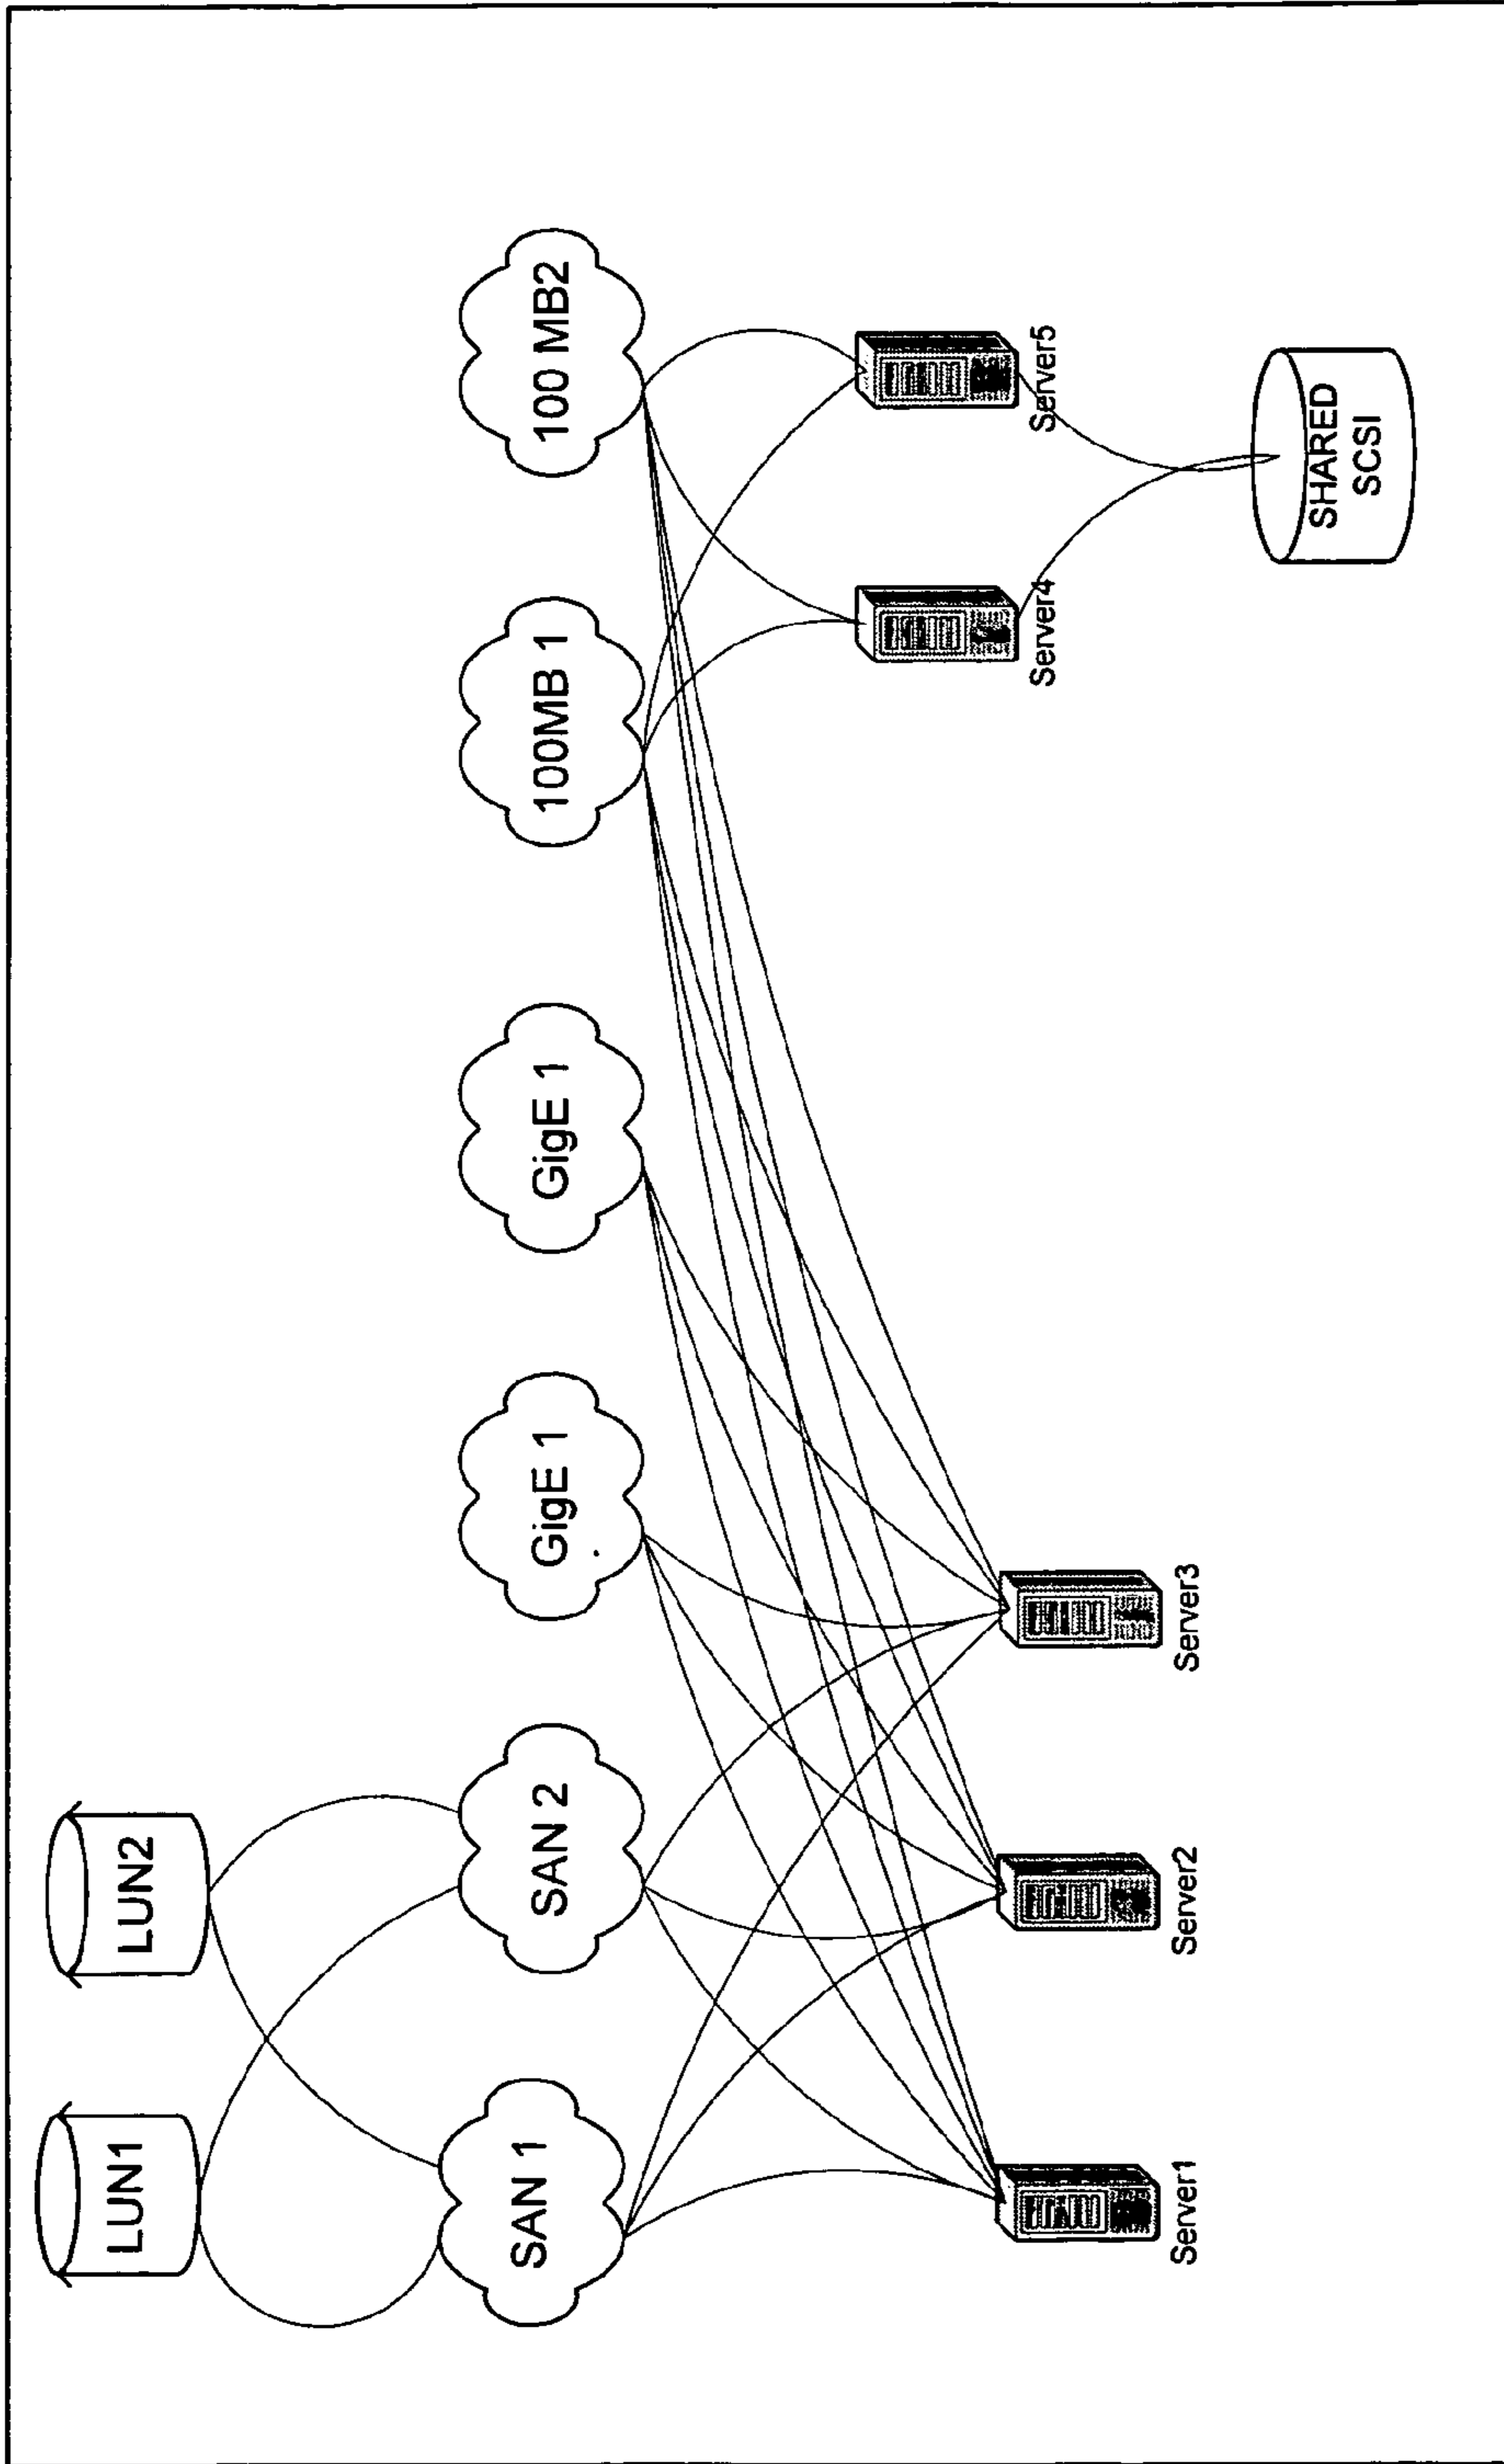 LUN1
LUN2
SAN 1
SAN 2
GigE 1
GigE 1
100MB 1
100 MB2
Server1
Server2
Server3
Server4
Server5
SHARED
SCSI